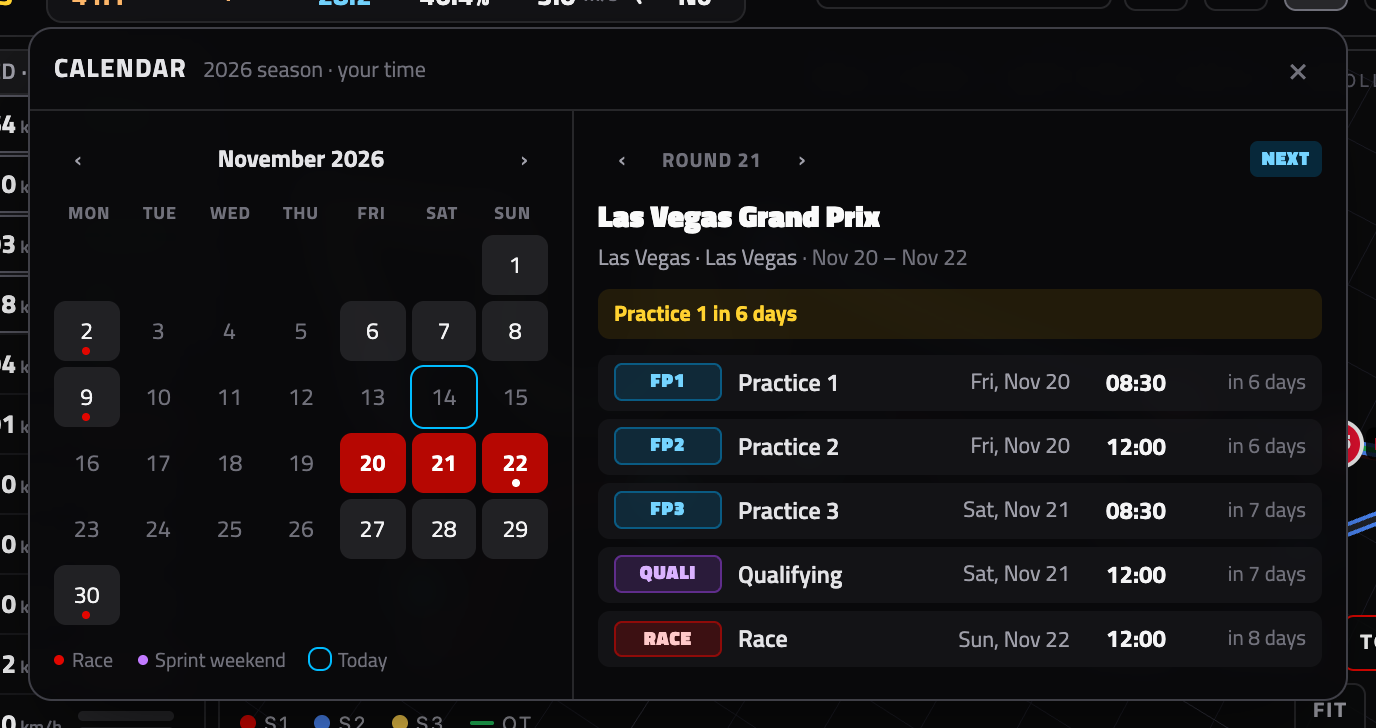 CALENDAR 2026 season · your time ×
‹ November 2026 ›
MON TUE WED THU FRI SAT SUN
1
2 3 4 5 6 7 8
9 10 11 12 13 14 15
16 17 18 19 20 21 22
23 24 25 26 27 28 29
30
Race Sprint weekend Today
‹ ROUND 21 › NEXT
Las Vegas Grand Prix
Las Vegas · Las Vegas · Nov 20 – Nov 22
Practice 1 in 6 days
FP1 Practice 1 Fri, Nov 20 08:30 in 6 days
FP2 Practice 2 Fri, Nov 20 12:00 in 6 days
FP3 Practice 3 Sat, Nov 21 08:30 in 7 days
QUALI Qualifying Sat, Nov 21 12:00 in 7 days
RACE Race Sun, Nov 22 12:00 in 8 days
km/h
S1 S2 S3 OT
FIT